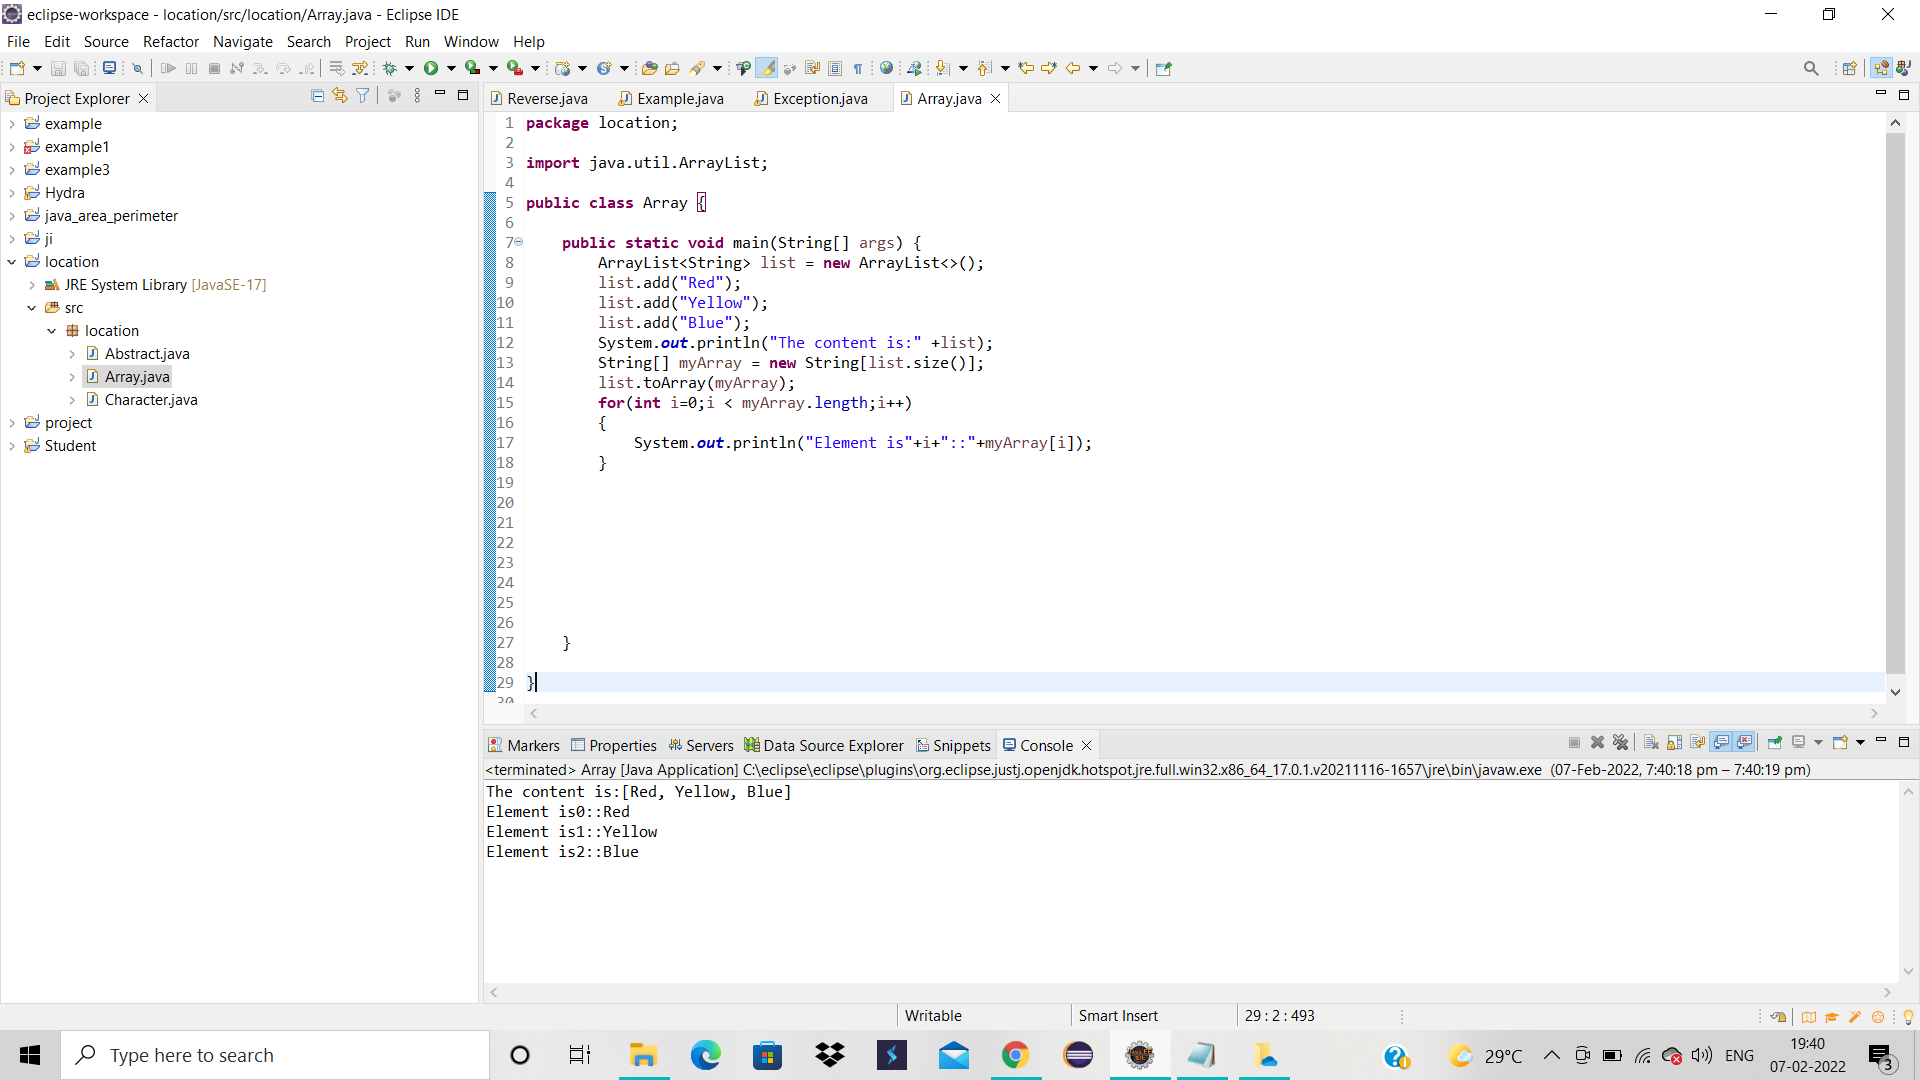 eclipse-workspace - location/src/location/Array.java - Eclipse IDE
File Edit Source Refactor Navigate Search Project Run Window Help
Project Explorer
example
example1
example3
Hydra
java_area_perimeter
ji
location
JRE System Library [JavaSE-17]
src
location
Abstract.java
Array.java
Character.java
project
Student
Reverse.java Example.java Exception.java Array.java
1 package location;
2
3 import java.util.ArrayList;
4
5 public class Array {
6
7 public static void main(String[] args) {
8 ArrayList<String> list = new ArrayList<>();
9 list.add("Red");
10 list.add("Yellow");
11 list.add("Blue");
12 System.out.println("The content is:" +list);
13 String[] myArray = new String[list.size()];
14 list.toArray(myArray);
15 for(int i=0;i < myArray.length;i++)
16 {
17 System.out.println("Element is"+i+"::"+myArray[i]);
18 }
19
20
21
22
23
24
25
26
27 }
28
29 }
30
Markers Properties Servers Data Source Explorer Snippets Console
<terminated> Array [Java Application] C:\eclipse\eclipse\plugins\org.eclipse.justj.openjdk.hotspot.jre.full.win32.x86_64_17.0.1.v20211116-1657\jre\bin\javaw.exe (07-Feb-2022, 7:40:18 pm – 7:40:19 pm)
The content is:[Red, Yellow, Blue]
Element is0::Red
Element is1::Yellow
Element is2::Blue
Writable Smart Insert 29 : 2 : 493
Type here to search
29°C ENG
19:40
07-02-2022
3